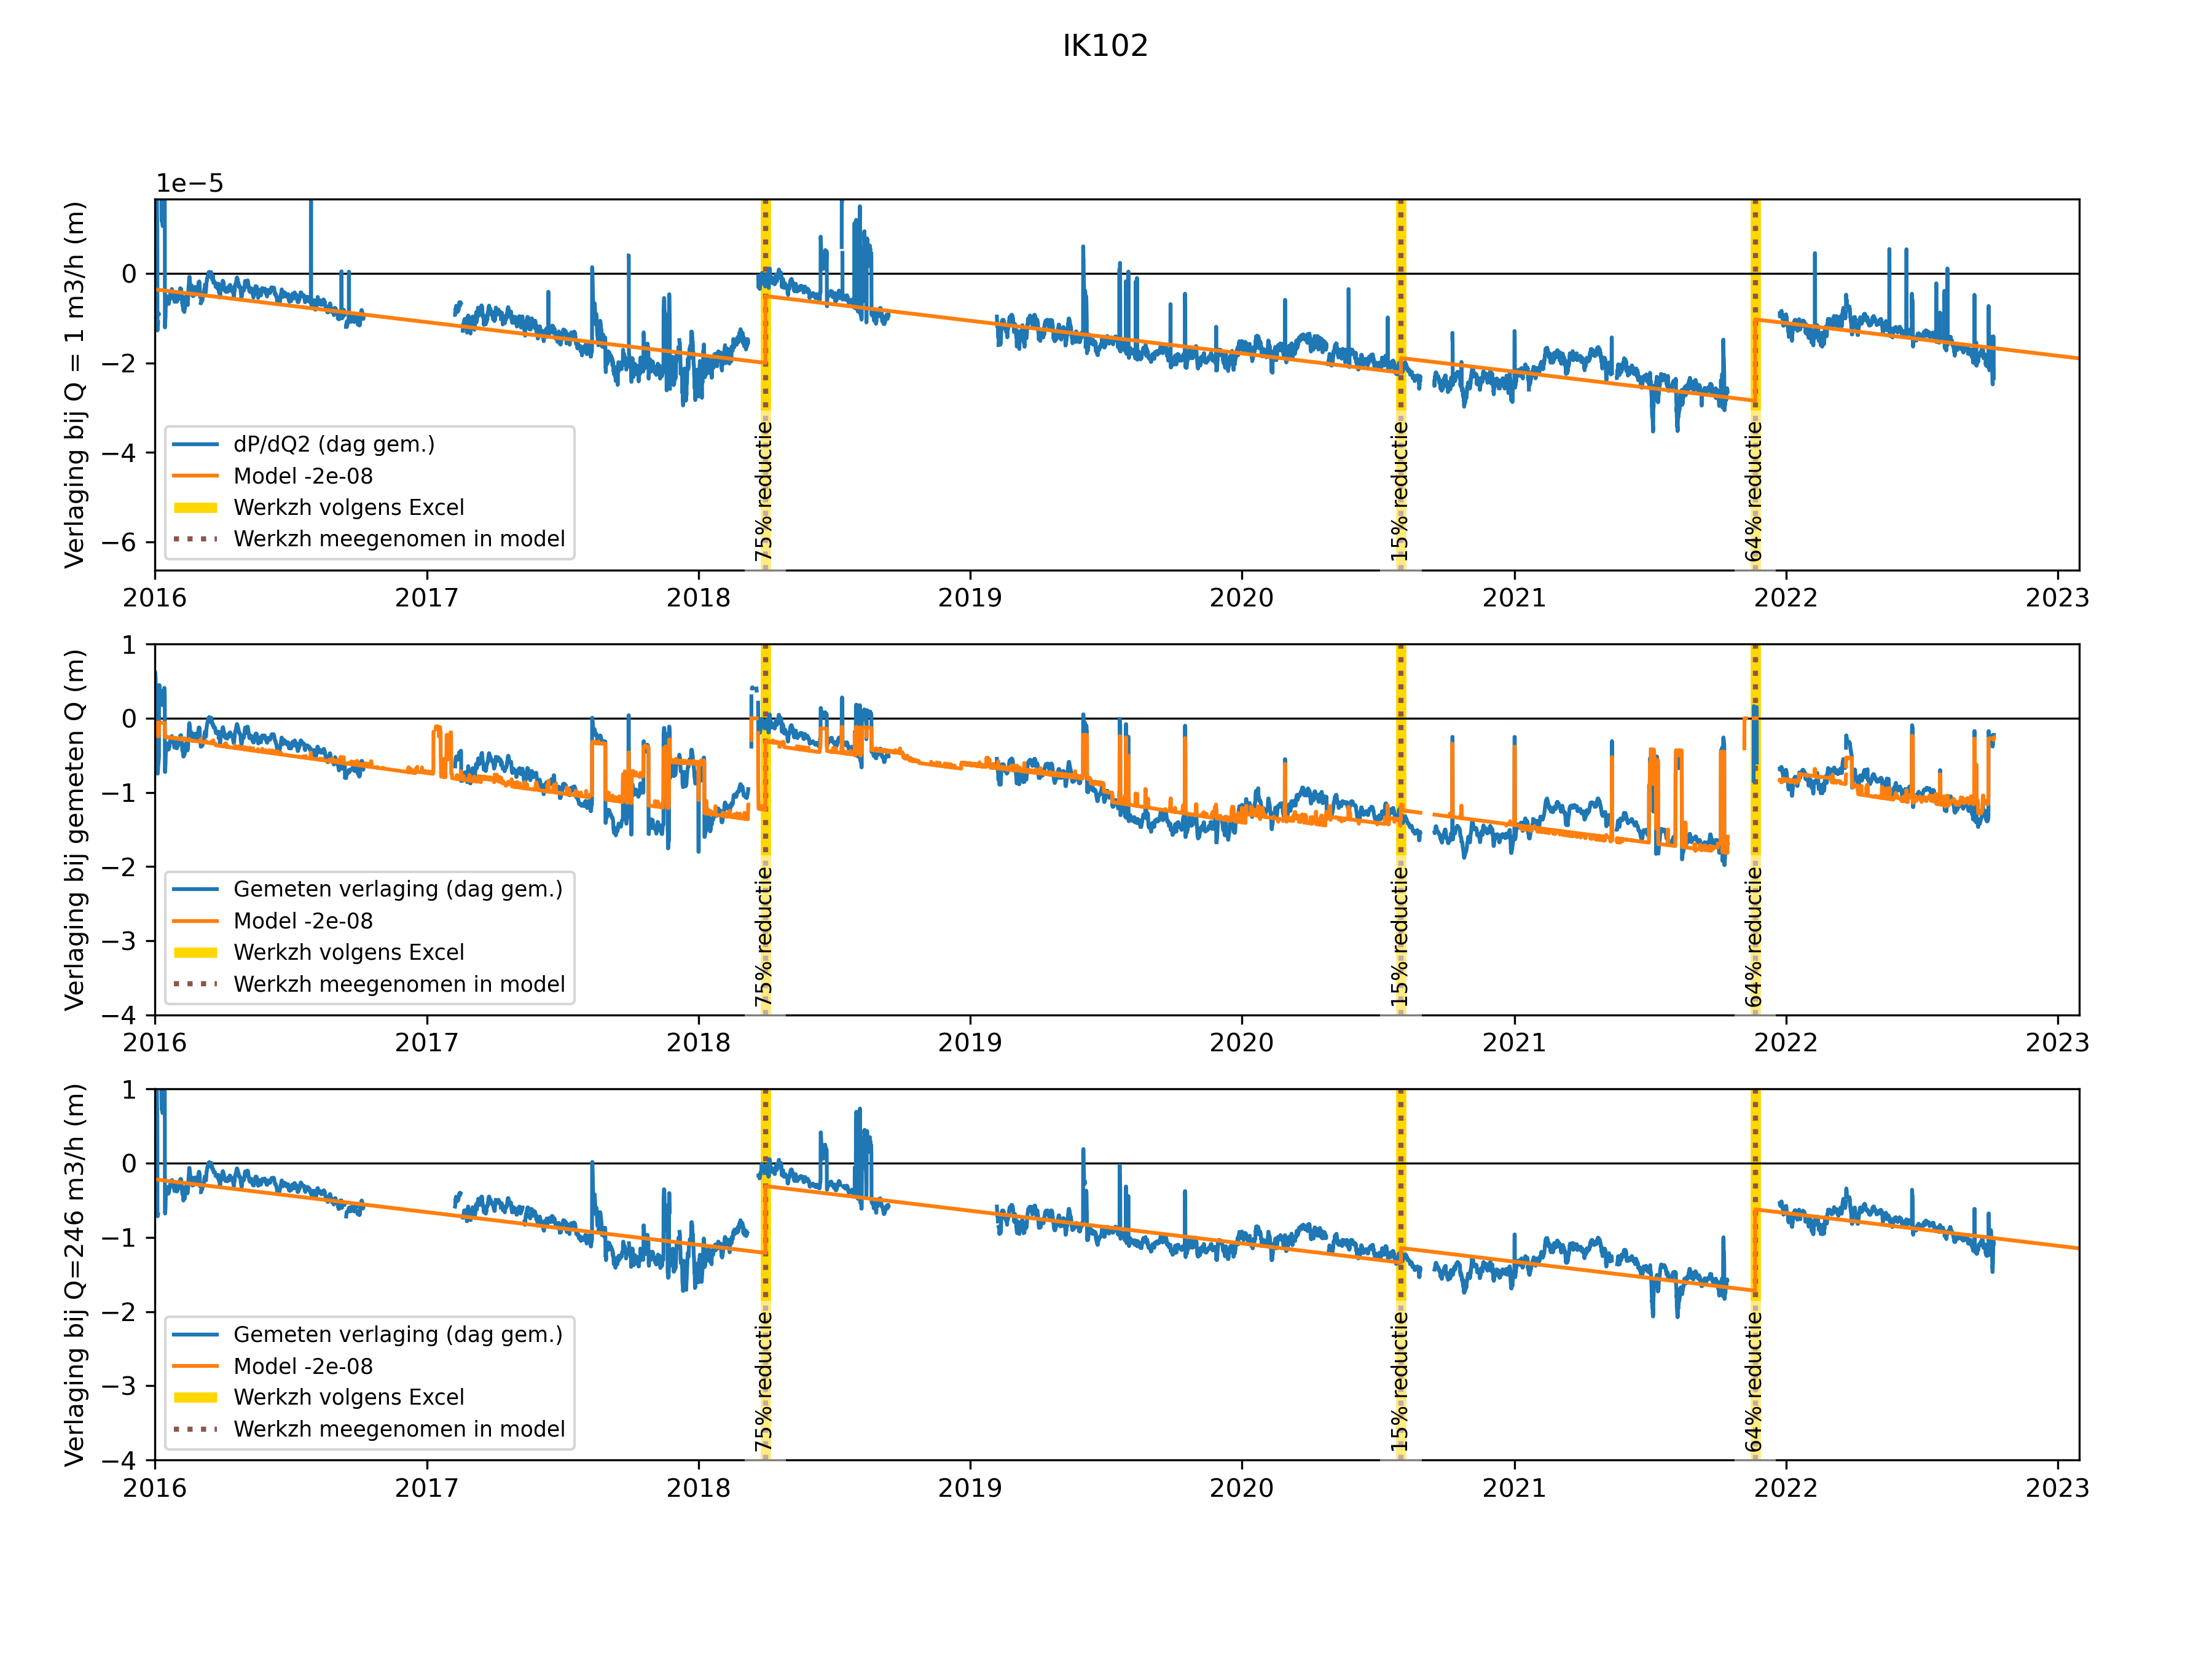 IK102
1e−5
Verlaging bij Q = 1 m3/h (m)
0
−2
−4
−6
dP/dQ2 (dag gem.)
Model -2e-08
Werkzh volgens Excel
Werkzh meegenomen in model
75% reductie
15% reductie
64% reductie
2016 2017 2018 2019 2020 2021 2022 2023
Verlaging bij gemeten Q (m)
1
0
−1
−2
−3
−4
Gemeten verlaging (dag gem.)
Model -2e-08
Werkzh volgens Excel
Werkzh meegenomen in model
75% reductie
15% reductie
64% reductie
2016 2017 2018 2019 2020 2021 2022 2023
Verlaging bij Q=246 m3/h (m)
1
0
−1
−2
−3
−4
Gemeten verlaging (dag gem.)
Model -2e-08
Werkzh volgens Excel
Werkzh meegenomen in model
75% reductie
15% reductie
64% reductie
2016 2017 2018 2019 2020 2021 2022 2023